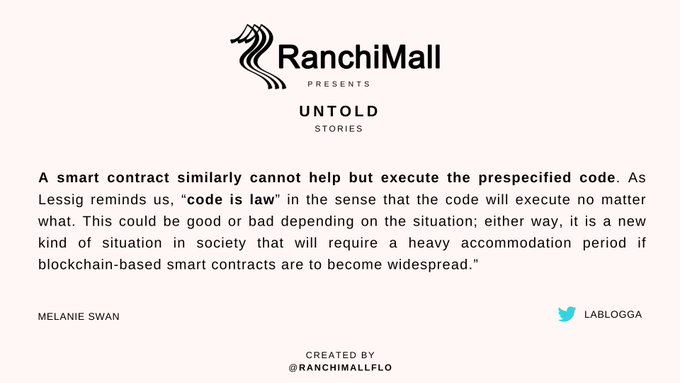 RanchiMall
PRESENTS
UNTOLD
STORIES
A smart contract similarly cannot help but execute the prespecified code. As
Lessig reminds us, “code is law” in the sense that the code will execute no matter
what. This could be good or bad depending on the situation; either way, it is a new
kind of situation in society that will require a heavy accommodation period if
blockchain-based smart contracts are to become widespread.”
MELANIE SWAN
LABLOGGA
CREATED BY
@RANCHIMALLFLO